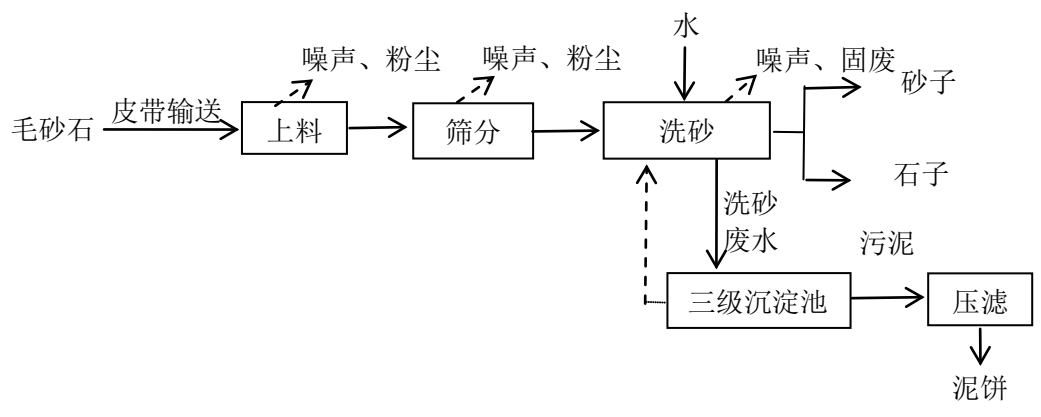 水
噪声、粉尘
噪声、粉尘
噪声、固废
砂子
毛砂石
皮带输送
上料
筛分
洗砂
石子
洗砂
废水
污泥
三级沉淀池
压滤
泥饼